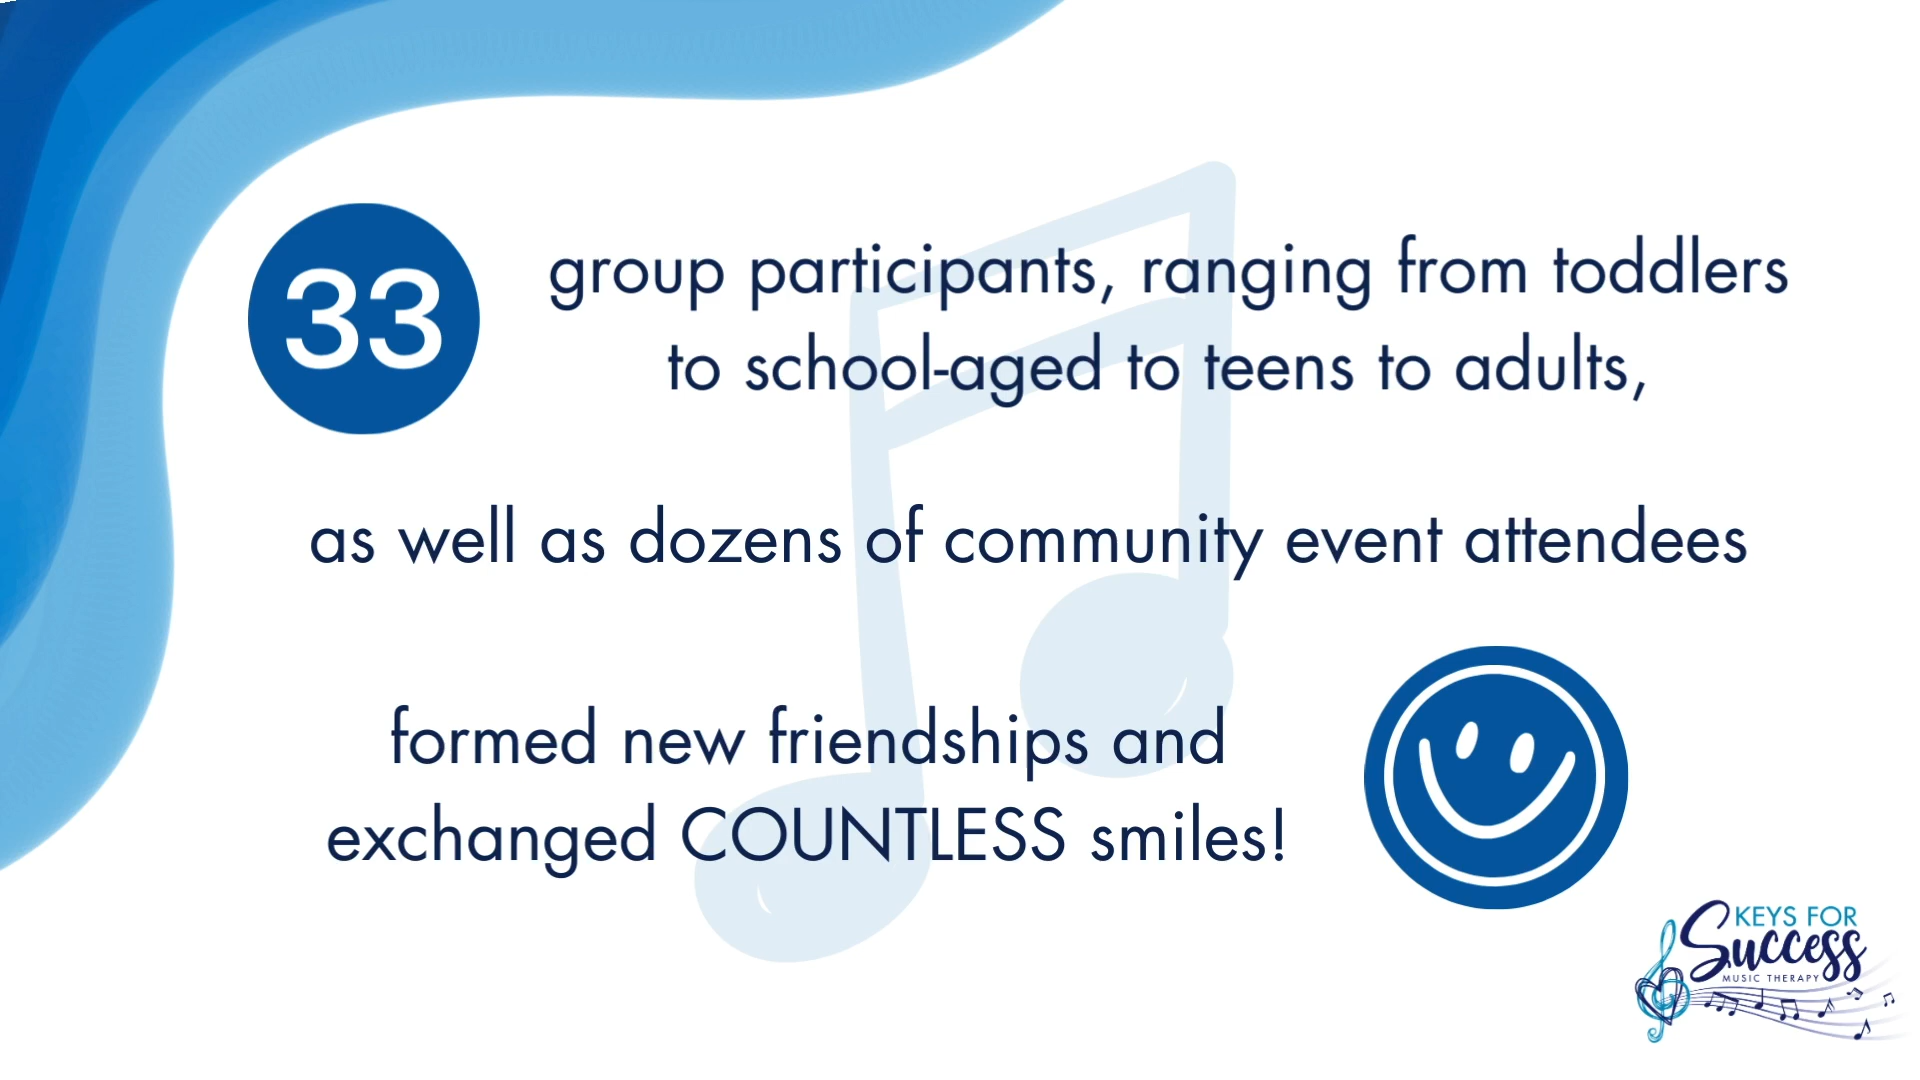 33
group participants, ranging from toddlers
to school-aged to teens to adults,
as well as dozens of community event attendees
formed new friendships and
exchanged COUNTLESS smiles!
KEYS FOR
Success
MUSIC THERAPY